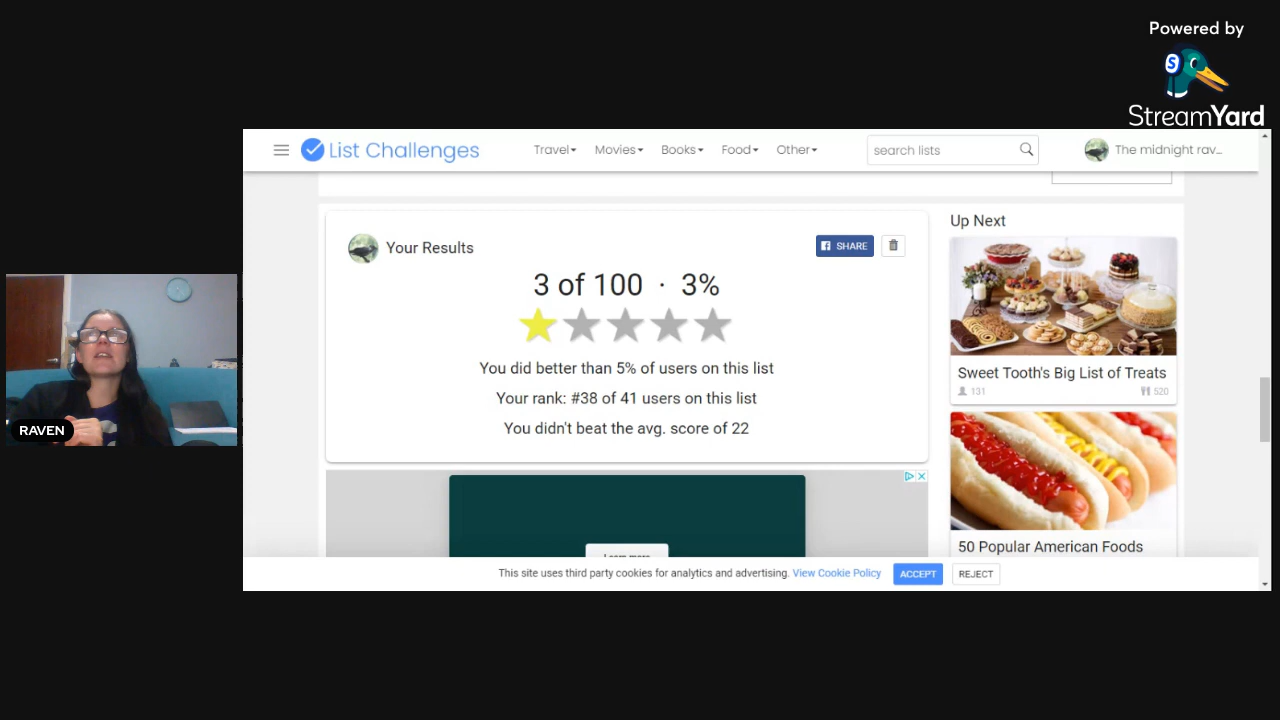 Powered by
S
StreamYard
List Challenges
Travel
Movies
Books
Food
Other
search lists
The midnight rav...
Your Results
SHARE
3 of 100 · 3%
You did better than 5% of users on this list
Your rank: #38 of 41 users on this list
You didn't beat the avg. score of 22
Up Next
Sweet Tooth's Big List of Treats
131
520
50 Popular American Foods
Learn more
This site uses third party cookies for analytics and advertising. View Cookie Policy
ACCEPT
REJECT
RAVEN